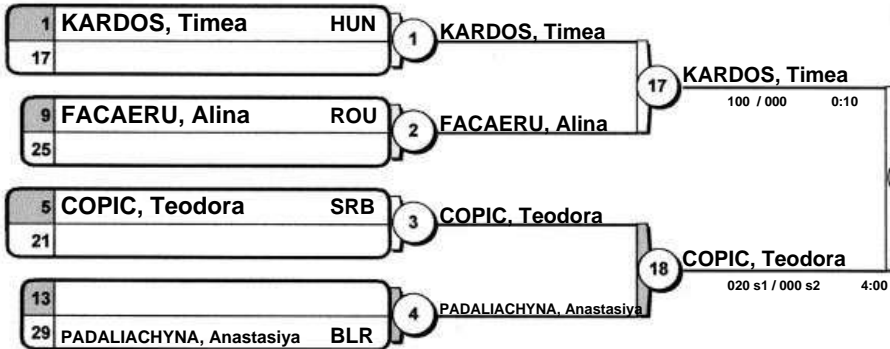 1 KARDOS, Timea HUN
17
1 KARDOS, Timea
9 FACAERU, Alina ROU
25
2 FACAERU, Alina
17 KARDOS, Timea
100 / 000 0:10
5 COPIC, Teodora SRB
21
3 COPIC, Teodora
13
29 PADALIACHYNA, Anastasiya BLR
4 PADALIACHYNA, Anastasiya
18 COPIC, Teodora
020 s1 / 000 s2 4:00